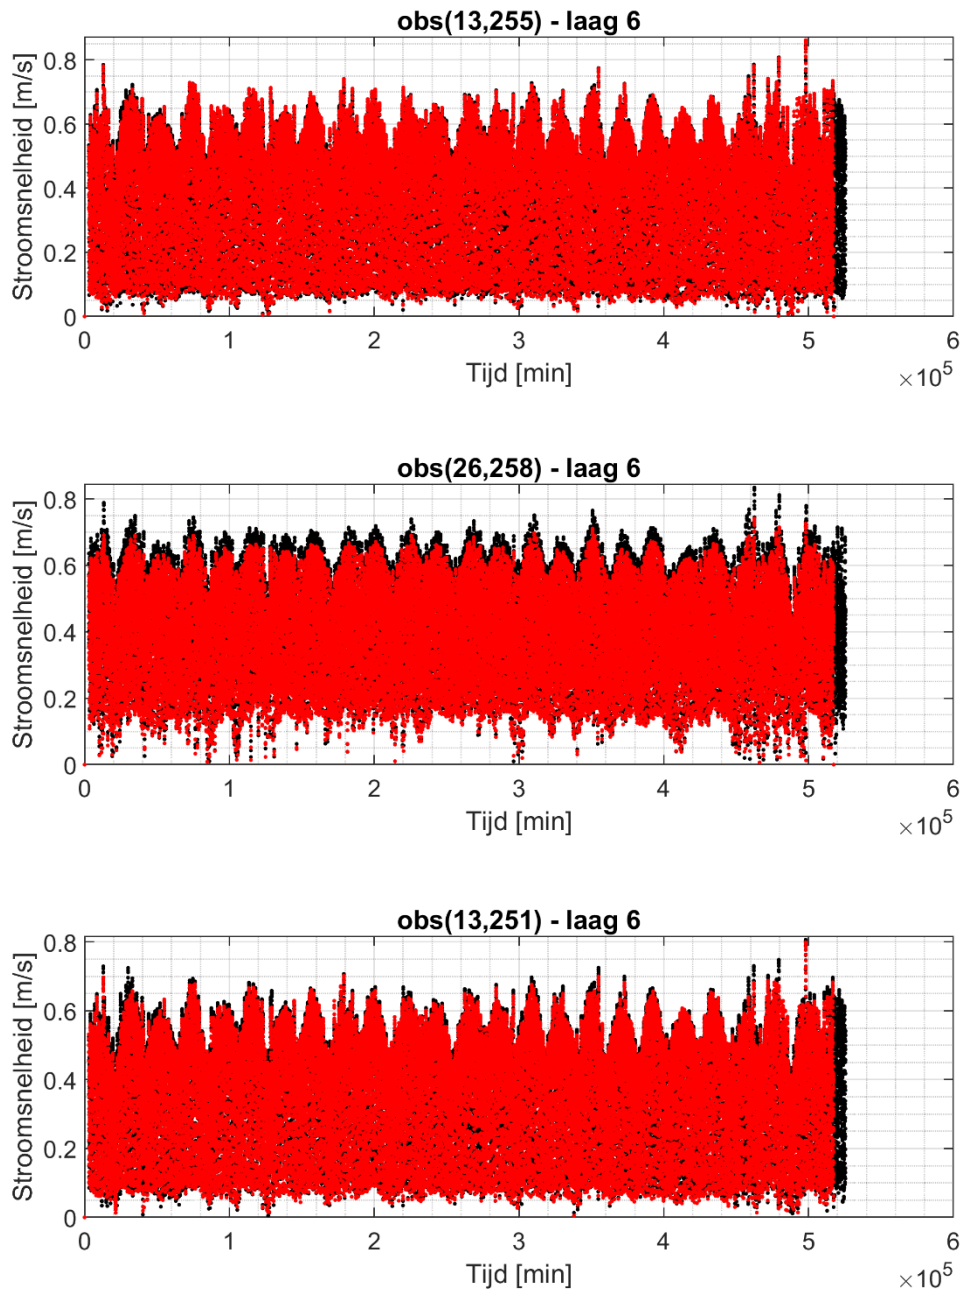 obs(13,255) - laag 6
Stroomsnelheid [m/s]
0.8
0.6
0.4
0.2
0
0 1 2 3 4 5 6
Tijd [min]
×10^5
obs(26,258) - laag 6
Stroomsnelheid [m/s]
0.8
0.6
0.4
0.2
0
0 1 2 3 4 5 6
Tijd [min]
×10^5
obs(13,251) - laag 6
Stroomsnelheid [m/s]
0.8
0.6
0.4
0.2
0
0 1 2 3 4 5 6
Tijd [min]
×10^5